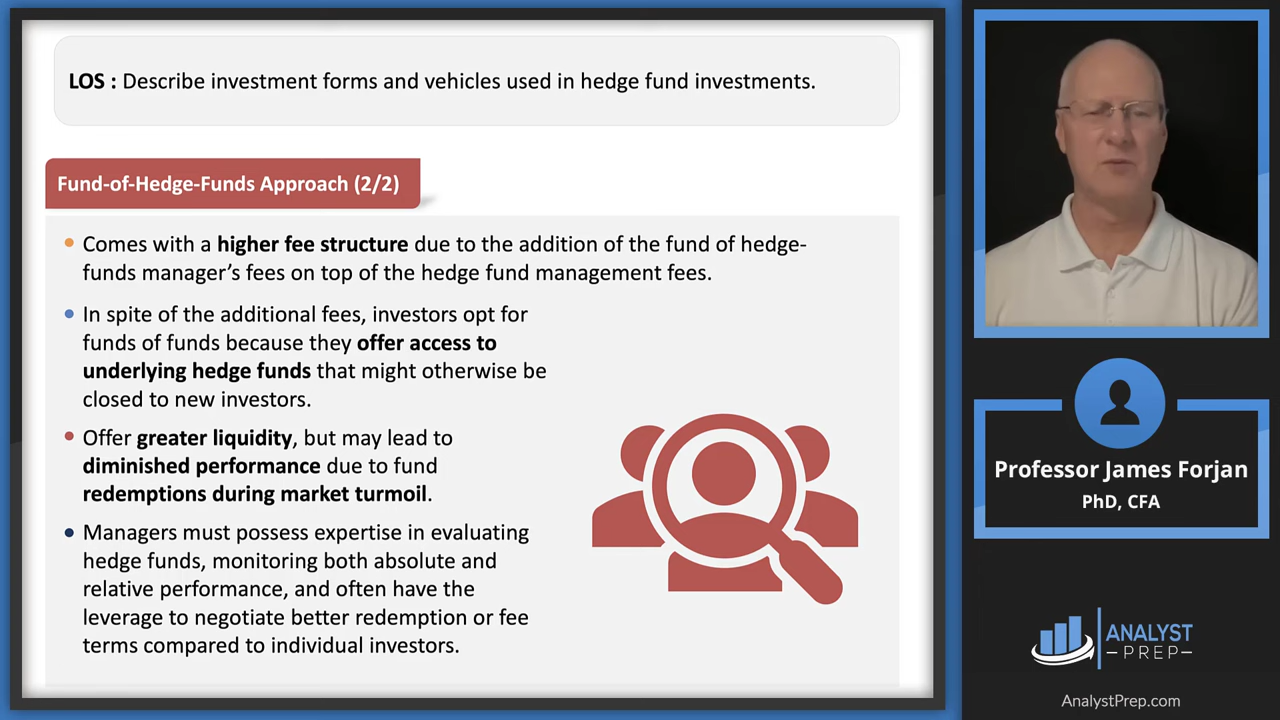 LOS : Describe investment forms and vehicles used in hedge fund investments.
Fund-of-Hedge-Funds Approach (2/2)
• Comes with a higher fee structure due to the addition of the fund of hedge-
funds manager’s fees on top of the hedge fund management fees.
• In spite of the additional fees, investors opt for
funds of funds because they offer access to
underlying hedge funds that might otherwise be
closed to new investors.
• Offer greater liquidity, but may lead to
diminished performance due to fund
redemptions during market turmoil.
• Managers must possess expertise in evaluating
hedge funds, monitoring both absolute and
relative performance, and often have the
leverage to negotiate better redemption or fee
terms compared to individual investors.
Professor James Forjan
PhD, CFA
ANALYST
PREP
AnalystPrep.com